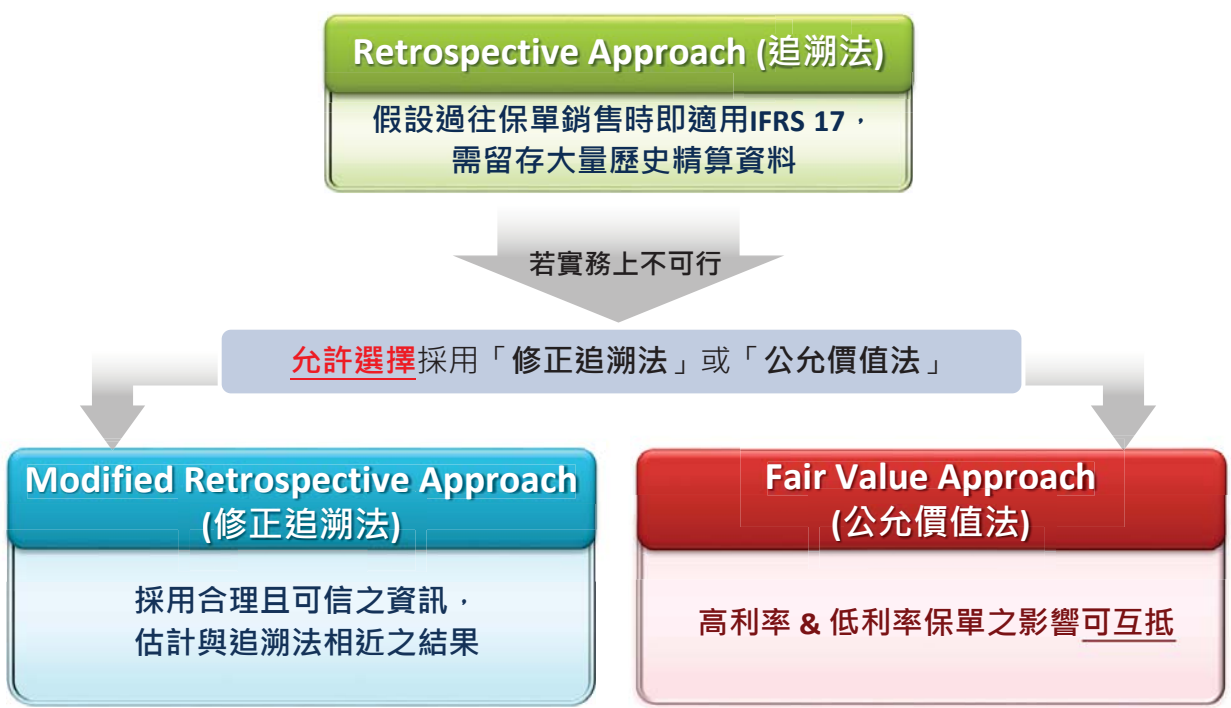 Retrospective Approach (追溯法)
假設過往保單銷售時即適用IFRS 17，
需留存大量歷史精算資料
若實務上不可行
允許選擇採用「修正追溯法」或「公允價值法」
Modified Retrospective Approach
(修正追溯法)
採用合理且可信之資訊，
估計與追溯法相近之結果
Fair Value Approach
(公允價值法)
高利率 & 低利率保單之影響可互抵